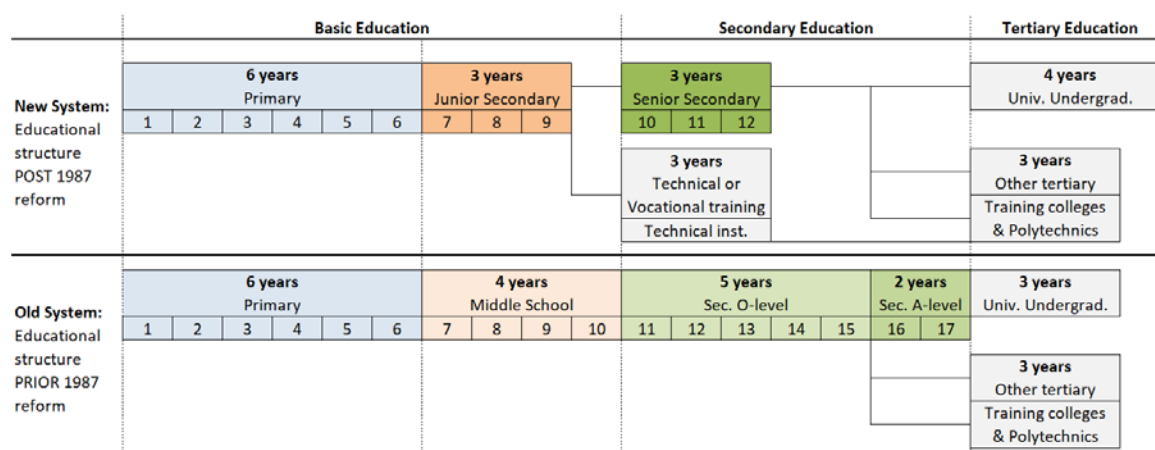 Basic Education Secondary Education Tertiary Education
New System:
Educational
structure
POST 1987
reform
6 years
Primary
1 2 3 4 5 6
3 years
Junior Secondary
7 8 9
3 years
Senior Secondary
10 11 12
3 years
Technical or
Vocational training
Technical inst.
4 years
Univ. Undergrad.
3 years
Other tertiary
Training colleges
& Polytechnics
Old System:
Educational
structure
PRIOR 1987
reform
6 years
Primary
1 2 3 4 5 6
4 years
Middle School
7 8 9 10
5 years
Sec. O-level
11 12 13 14 15
2 years
Sec. A-level
16 17
3 years
Univ. Undergrad.
3 years
Other tertiary
Training colleges
& Polytechnics